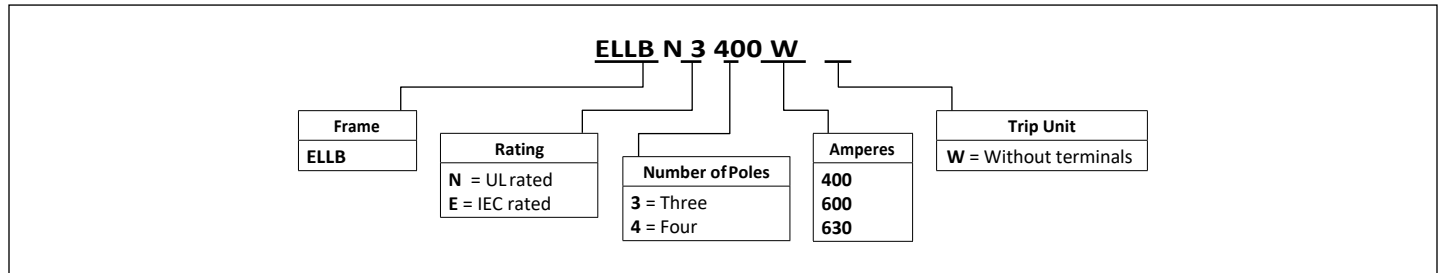 ELLB N 3 400 W
Frame
ELLB
Rating
N = UL rated
E = IEC rated
Number of Poles
3 = Three
4 = Four
Amperes
400
600
630
Trip Unit
W = Without terminals